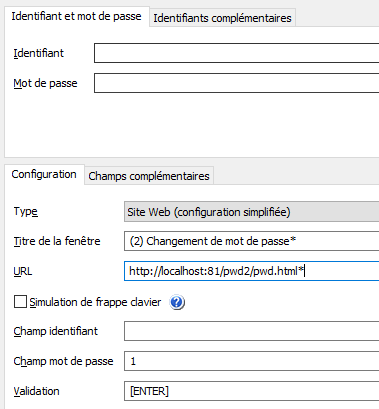 Identifiant et mot de passe
Identifiants complémentaires
Identifiant
Mot de passe
Configuration
Champs complémentaires
Type
Site Web (configuration simplifiée)
Titre de la fenêtre
(2) Changement de mot de passe*
URL
http://localhost:81/pwd2/pwd.html*
Simulation de frappe clavier
?
Champ identifiant
Champ mot de passe
1
Validation
[ENTER]